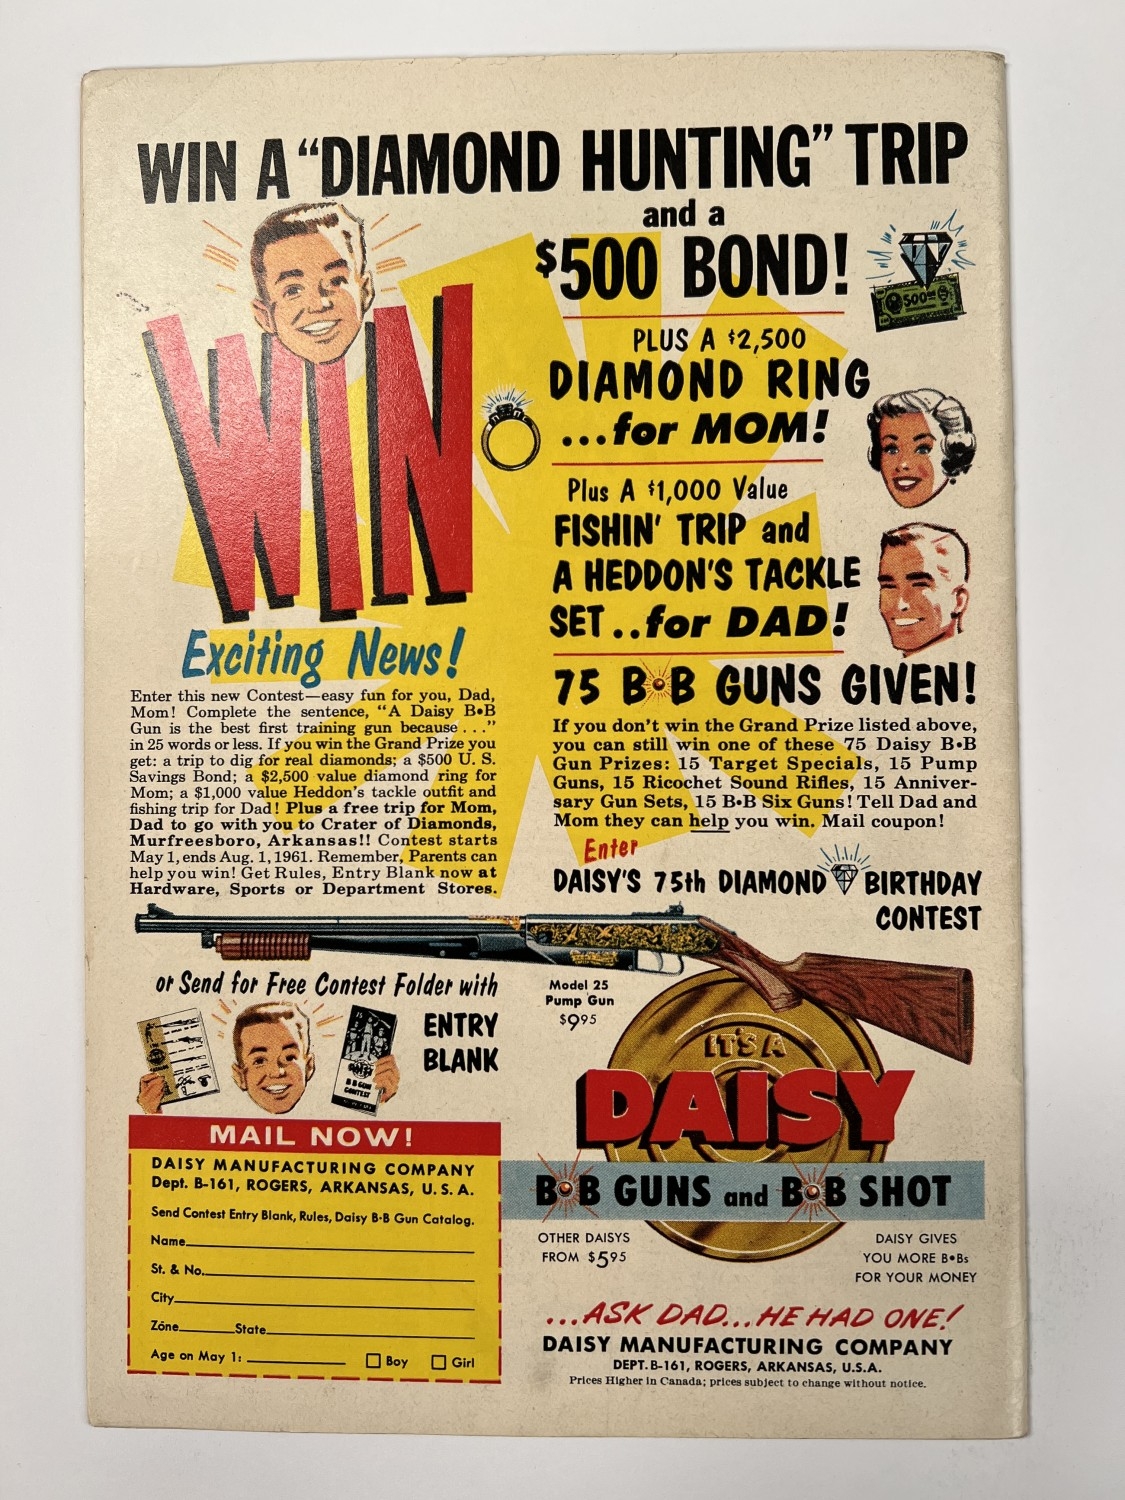 WIN A “DIAMOND HUNTING” TRIP
and a
$500 BOND!
500
WIN
PLUS A $2,500
DIAMOND RING
...for MOM!
Plus A $1,000 Value
FISHIN' TRIP and
A HEDDON'S TACKLE
SET..for DAD!
Exciting News!
Enter this new Contest—easy fun for you, Dad,
Mom! Complete the sentence, “A Daisy B•B
Gun is the best first training gun because . . .”
in 25 words or less. If you win the Grand Prize you
get: a trip to dig for real diamonds; a $500 U. S.
Savings Bond; a $2,500 value diamond ring for
Mom; a $1,000 value Heddon's tackle outfit and
fishing trip for Dad! Plus a free trip for Mom,
Dad to go with you to Crater of Diamonds,
Murfreesboro, Arkansas!! Contest starts
May 1, ends Aug. 1, 1961. Remember, Parents can
help you win! Get Rules, Entry Blank now at
Hardware, Sports or Department Stores.
75 B•B GUNS GIVEN!
If you don't win the Grand Prize listed above,
you can still win one of these 75 Daisy B•B
Gun Prizes: 15 Target Specials, 15 Pump
Guns, 15 Ricochet Sound Rifles, 15 Anniver-
sary Gun Sets, 15 B•B Six Guns! Tell Dad and
Mom they can help you win. Mail coupon!
Enter
DAISY'S 75th DIAMOND BIRTHDAY
CONTEST
or Send for Free Contest Folder with
ENTRY
BLANK
B B GUN
CONTEST
Model 25
Pump Gun
$9.95
IT'S A
DAISY
B•B GUNS and B•B SHOT
OTHER DAISYS
FROM $5.95
DAISY GIVES
YOU MORE B•Bs
FOR YOUR MONEY
MAIL NOW!
DAISY MANUFACTURING COMPANY
Dept. B-161, ROGERS, ARKANSAS, U. S. A.
Send Contest Entry Blank, Rules, Daisy B•B Gun Catalog.
Name
St. & No.
City
Zone State
Age on May 1: Boy Girl
...ASK DAD...HE HAD ONE!
DAISY MANUFACTURING COMPANY
DEPT. B-161, ROGERS, ARKANSAS, U.S.A.
Prices Higher in Canada; prices subject to change without notice.